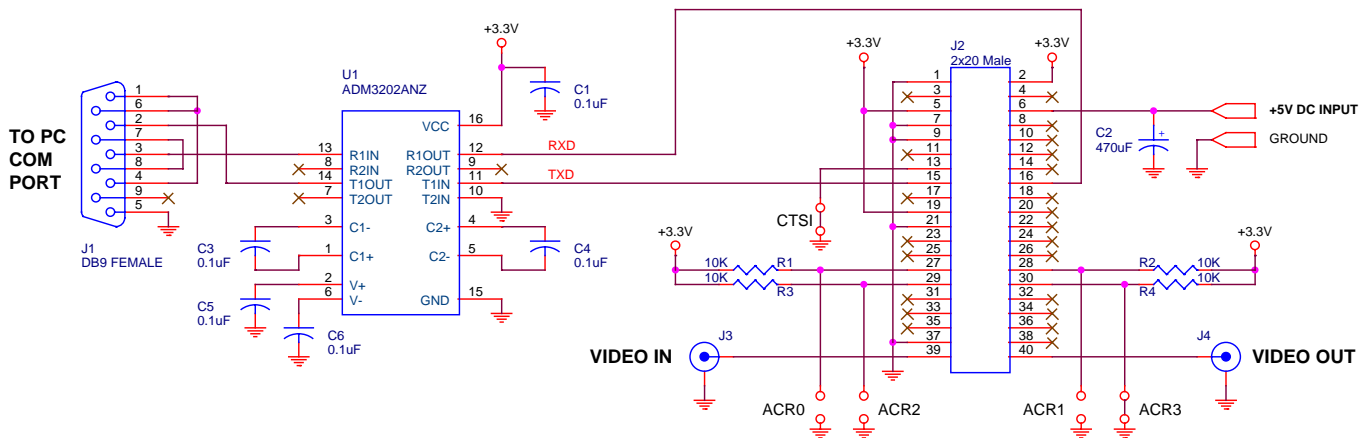 TO PC
COM
PORT
1
6
2
7
3
8
4
9
5
J1
DB9 FEMALE
U1
ADM3202ANZ
+3.3V
C1
0.1uF
13
8
14
7
3
1
2
6
R1IN
R2IN
T1OUT
T2OUT
C1-
C1+
V+
V-
VCC
R1OUT
R2OUT
T1IN
T2IN
C2+
C2-
GND
16
12
9
11
10
4
5
15
RXD
TXD
C3
0.1uF
C4
0.1uF
C5
0.1uF
C6
0.1uF
J2
2x20 Male
+3.3V
+3.3V
1
3
5
7
9
11
13
15
17
19
21
23
25
27
29
31
33
35
37
39
2
4
6
8
10
12
14
16
18
20
22
24
26
28
30
32
34
36
38
40
+5V DC INPUT
GROUND
C2
470uF
+
CTSI
+3.3V
10K
R1
10K
R3
+3.3V
R2
10K
R4
10K
VIDEO IN
J3
J4
VIDEO OUT
ACR0
ACR2
ACR1
ACR3